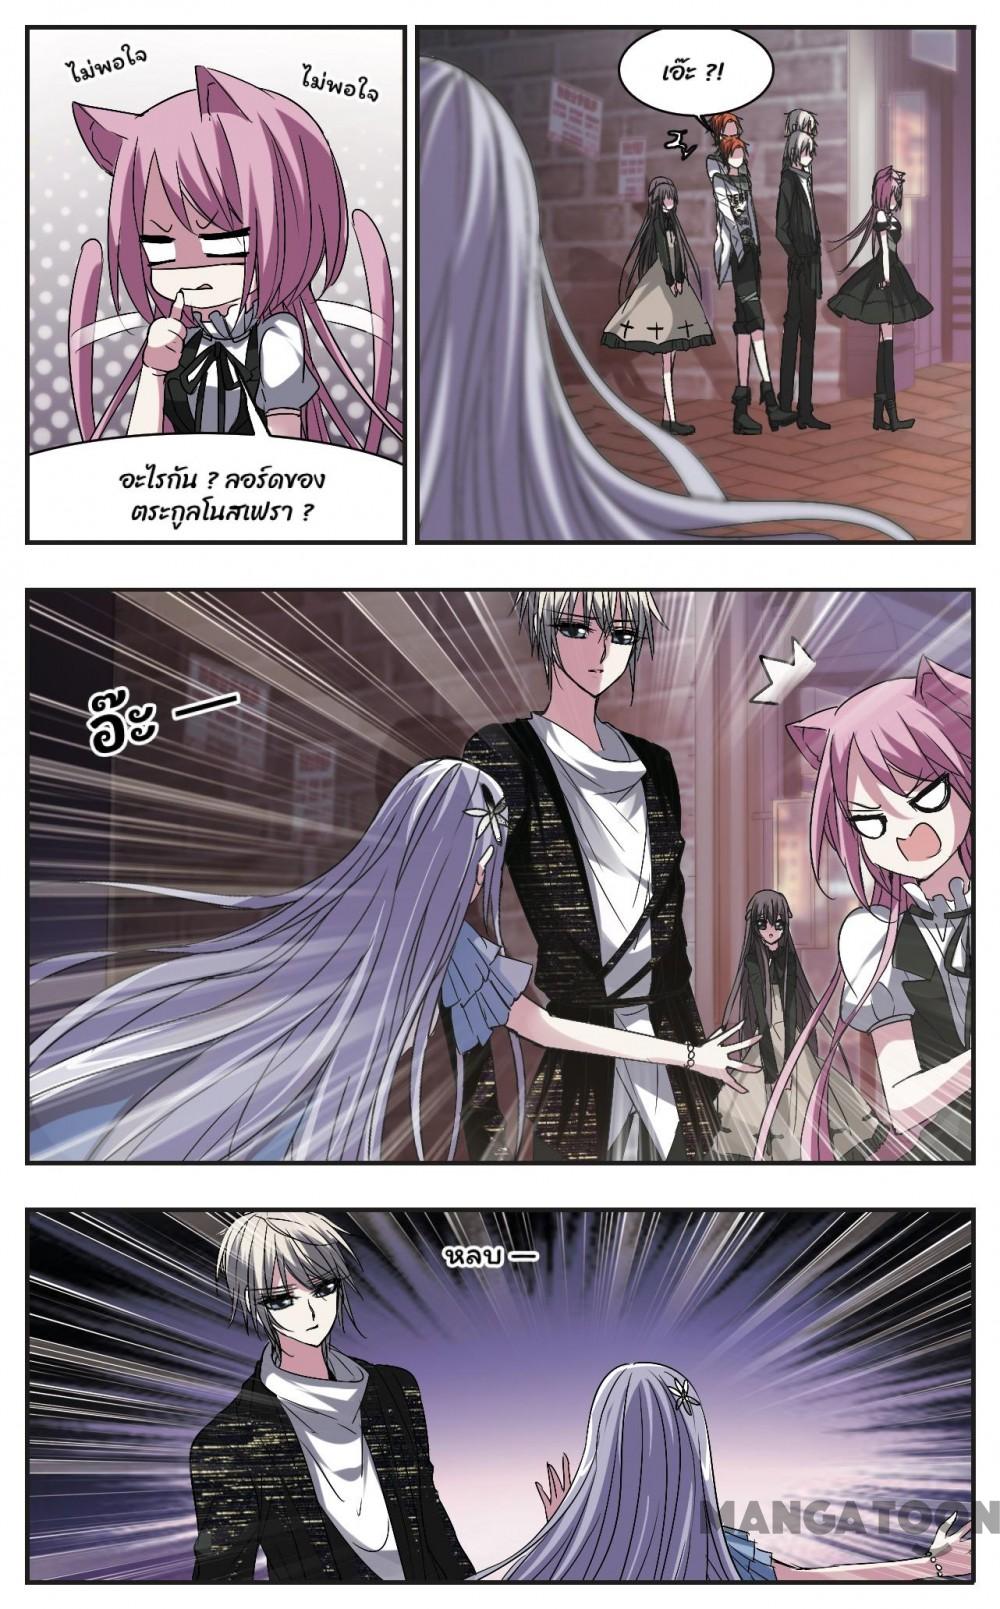 ไม่พอใจ
ไม่พอใจ
อะไรกัน ? ลอร์ดของ
ตระกูลโนสเฟรา ?
เอ๊ะ ?!
อ๊ะ —
หลบ —
MANGATOON